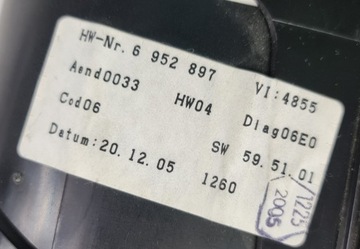 HW-Nr. 6 952 897 VI:4855
Aend0033 HW04 Diag06E0
Cod06 SW 59.51.01
Datum:20.12.05 1260
1225
2005